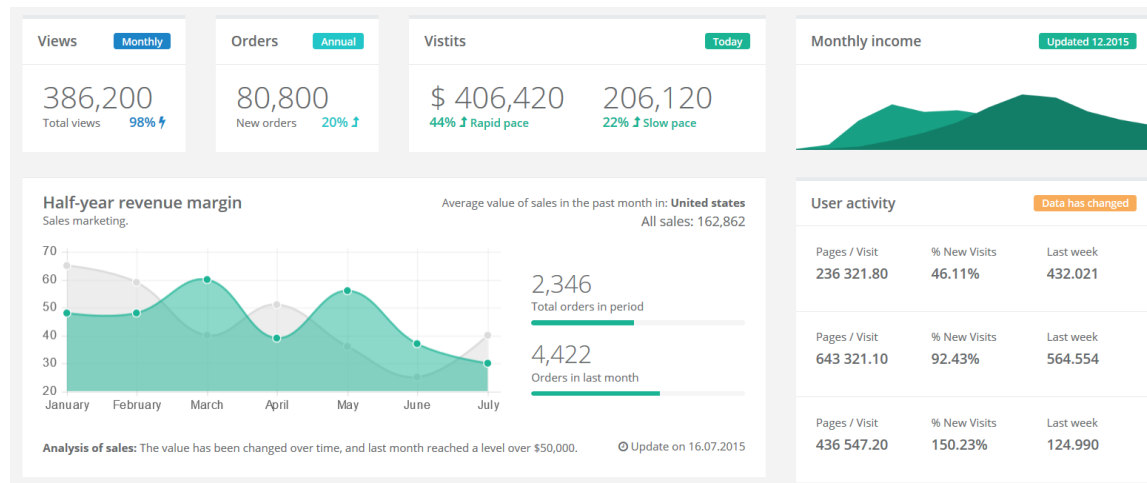 Views Monthly
386,200
Total views 98%
Orders Annual
80,800
New orders 20%
Vistits Today
$ 406,420 206,120
44% Rapid pace 22% Slow pace
Monthly income Updated 12.2015
Half-year revenue margin
Sales marketing.
Average value of sales in the past month in: United states
All sales: 162,862
70
60
50
40
30
20
January February March April May June July
2,346
Total orders in period
4,422
Orders in last month
Analysis of sales: The value has been changed over time, and last month reached a level over $50,000.
Update on 16.07.2015
User activity Data has changed
Pages / Visit % New Visits Last week
236 321.80 46.11% 432.021
Pages / Visit % New Visits Last week
643 321.10 92.43% 564.554
Pages / Visit % New Visits Last week
436 547.20 150.23% 124.990